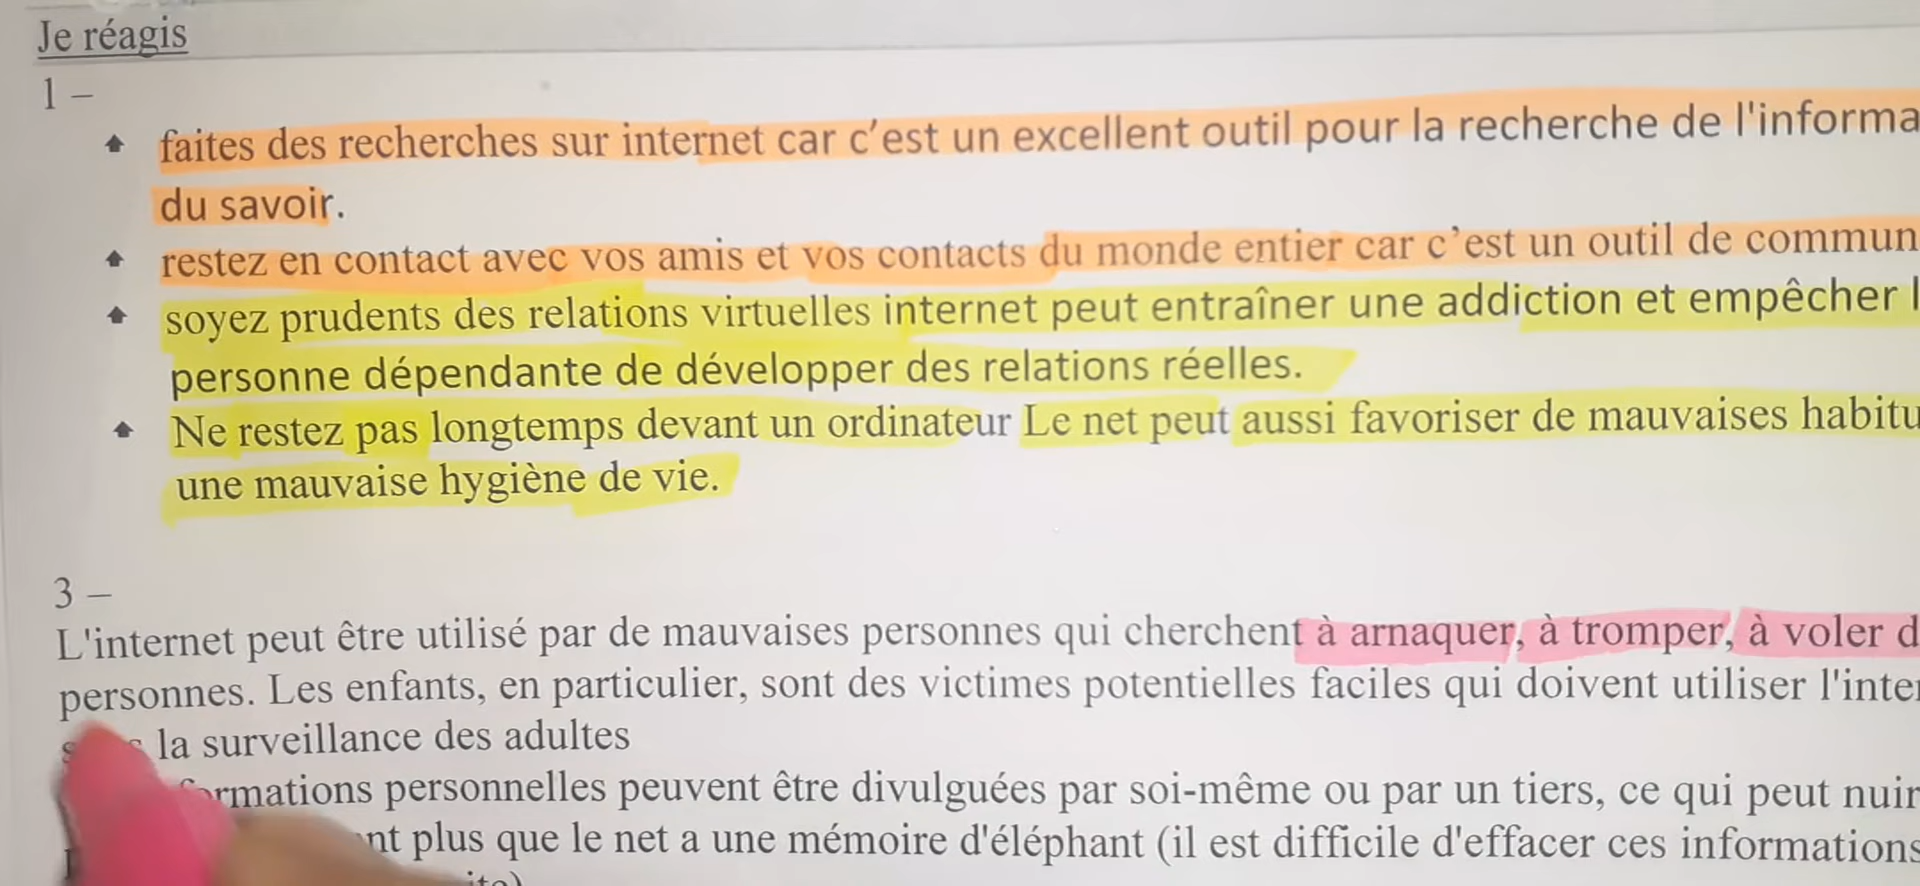 Je réagis
1 –
faites des recherches sur internet car c’est un excellent outil pour la recherche de l'informa
du savoir.
restez en contact avec vos amis et vos contacts du monde entier car c’est un outil de commun
soyez prudents des relations virtuelles internet peut entraîner une addiction et empêcher l
personne dépendante de développer des relations réelles.
Ne restez pas longtemps devant un ordinateur Le net peut aussi favoriser de mauvaises habitu
une mauvaise hygiène de vie.
3 –
L'internet peut être utilisé par de mauvaises personnes qui cherchent à arnaquer, à tromper, à voler d
personnes. Les enfants, en particulier, sont des victimes potentielles faciles qui doivent utiliser l'inter
la surveillance des adultes
ormations personnelles peuvent être divulguées par soi-même ou par un tiers, ce qui peut nuir
nt plus que le net a une mémoire d'éléphant (il est difficile d'effacer ces informations